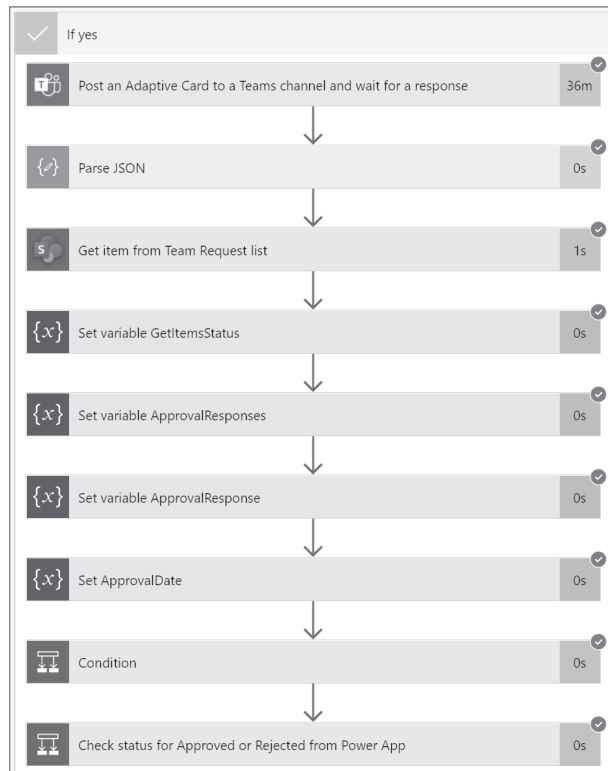 If yes
Post an Adaptive Card to a Teams channel and wait for a response 36m
Parse JSON 0s
Get item from Team Request list 1s
{x} Set variable GetItemsStatus 0s
{x} Set variable ApprovalResponses 0s
{x} Set variable ApprovalResponse 0s
{x} Set ApprovalDate 0s
Condition 0s
Check status for Approved or Rejected from Power App 0s